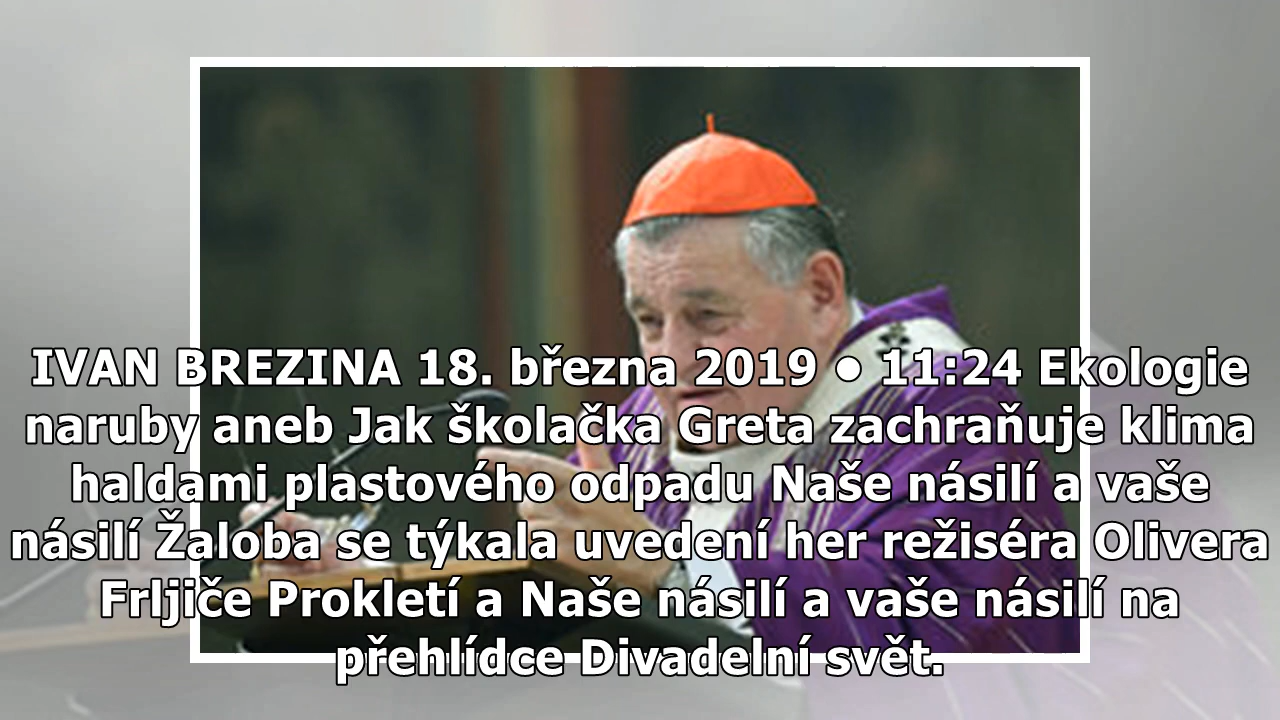 IVAN BREZINA 18. března 2019 ● 11:24 Ekologie
naruby aneb Jak školačka Greta zachraňuje klima
haldami plastového odpadu Naše násilí a vaše
násilí Žaloba se týkala uvedení her režiséra Olivera
Frljiče Prokletí a Naše násilí a vaše násilí na
přehlídce Divadelní svět.